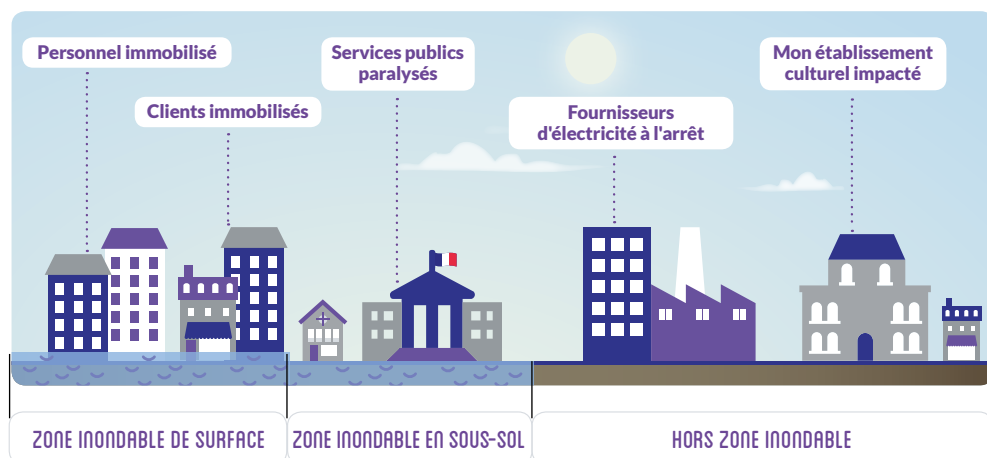 Personnel immobilisé
Clients immobilisés
Services publics
paralysés
Fournisseurs
d'électricité à l'arrêt
Mon établissement
culturel impacté
ZONE INONDABLE DE SURFACE
ZONE INONDABLE EN SOUS-SOL
HORS ZONE INONDABLE